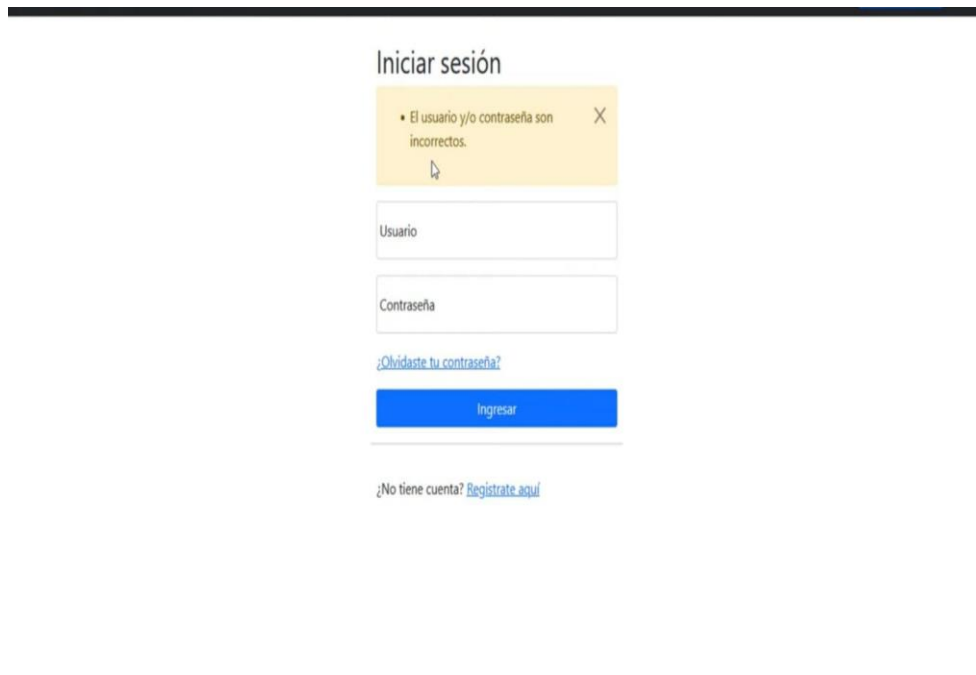 Iniciar sesión
• El usuario y/o contraseña son
incorrectos.
Usuario
Contraseña
¿Olvidaste tu contraseña?
Ingresar
¿No tiene cuenta? Registrate aquí